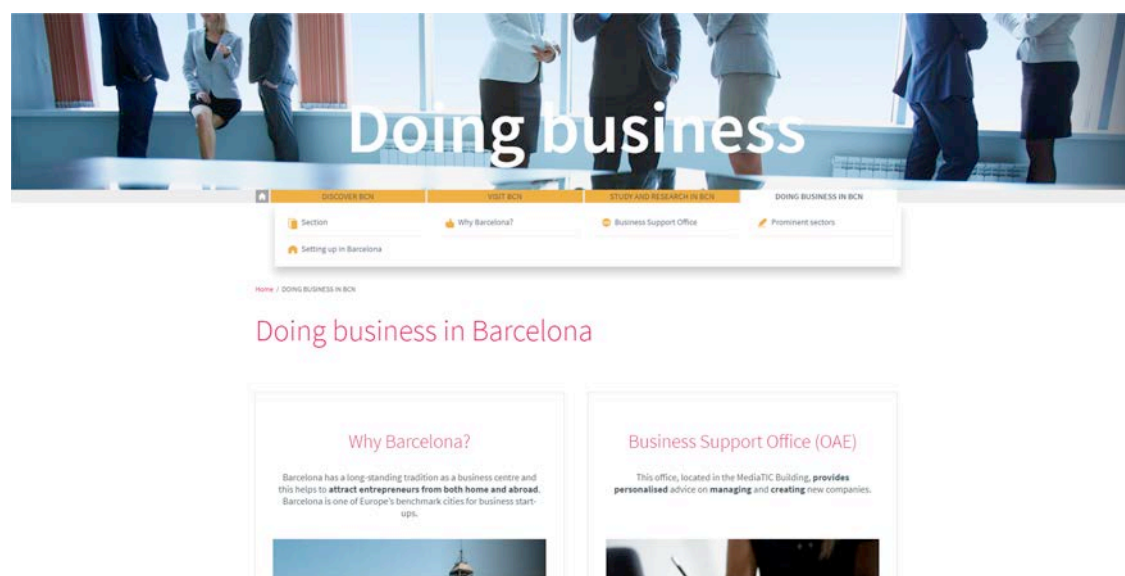 Doing business
DISCOVER BCN
VISIT BCN
STUDY AND RESEARCH IN BCN
DOING BUSINESS IN BCN
Section
Why Barcelona?
Business Support Office
Prominent sectors
Setting up in Barcelona
Home / DOING BUSINESS IN BCN
Doing business in Barcelona
Why Barcelona?
Barcelona has a long-standing tradition as a business centre and
this helps to attract entrepreneurs from both home and abroad.
Barcelona is one of Europe's benchmark cities for business start-
ups.
Business Support Office (OAE)
This office, located in the MediaTIC Building, provides
personalised advice on managing and creating new companies.